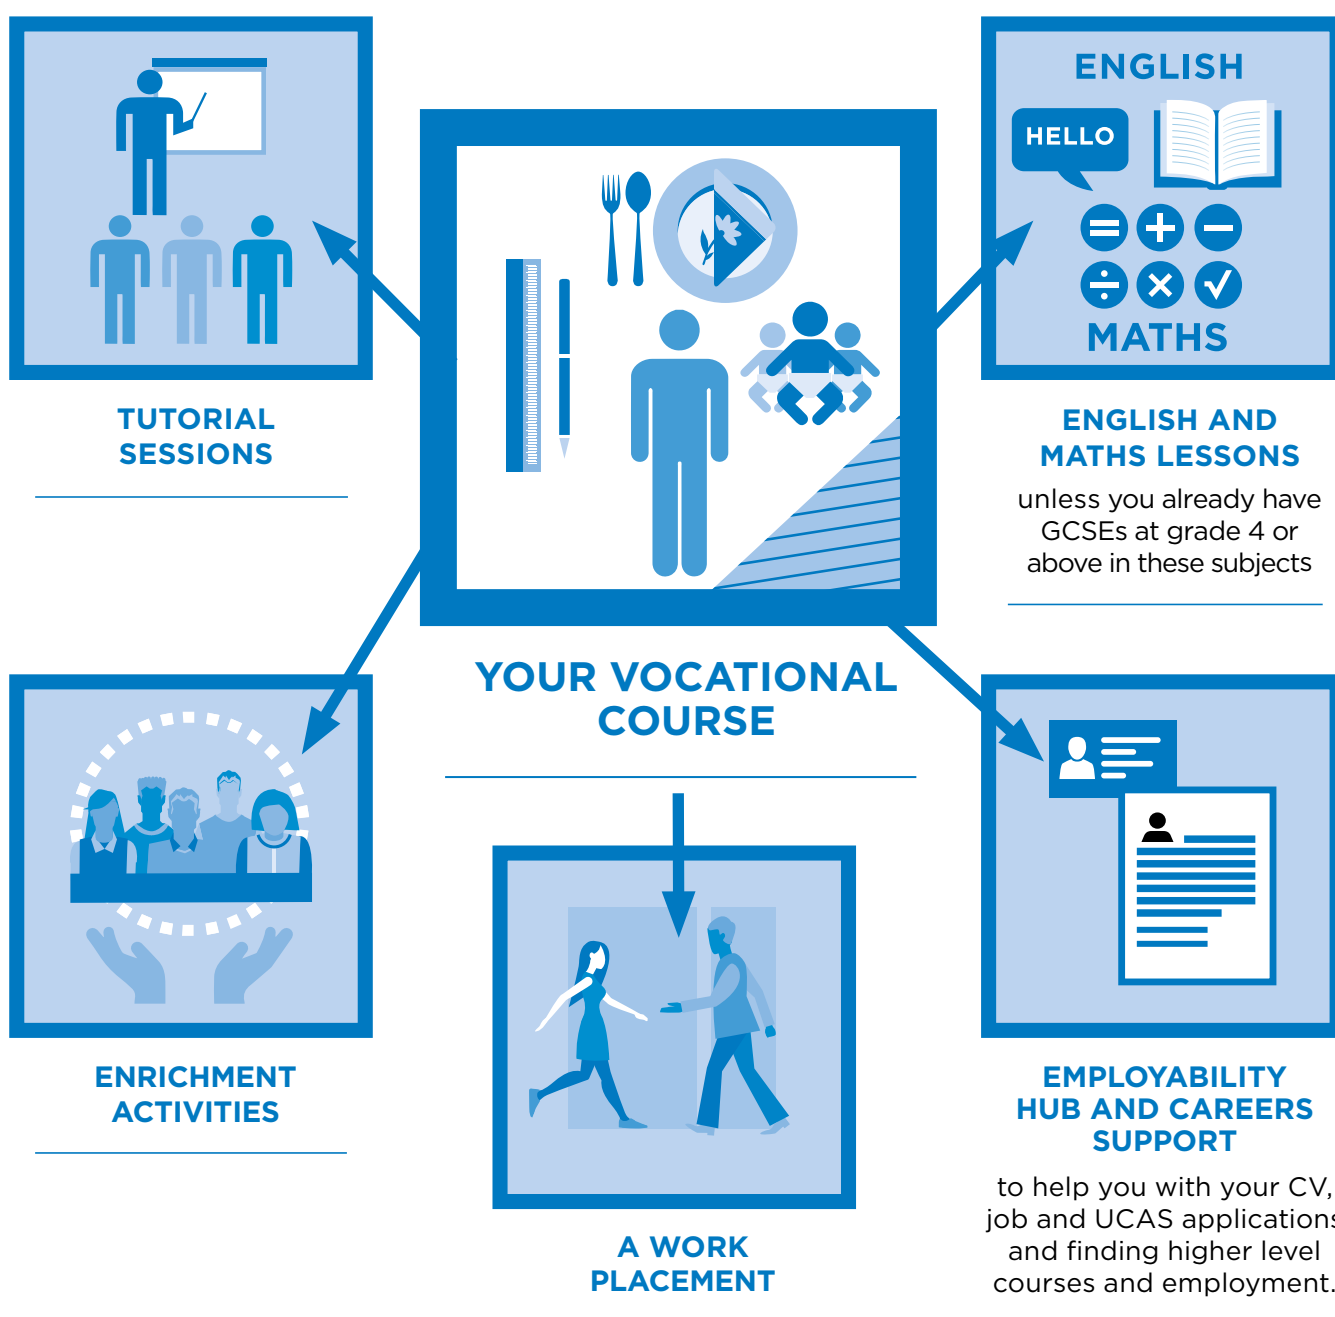 ENGLISH
HELLO
MATHS
TUTORIAL
SESSIONS
ENGLISH AND
MATHS LESSONS
unless you already have
GCSEs at grade 4 or
above in these subjects
YOUR VOCATIONAL
COURSE
ENRICHMENT
ACTIVITIES
A WORK
PLACEMENT
EMPLOYABILITY
HUB AND CAREERS
SUPPORT
to help you with your CV,
job and UCAS applications
and finding higher level
courses and employment.